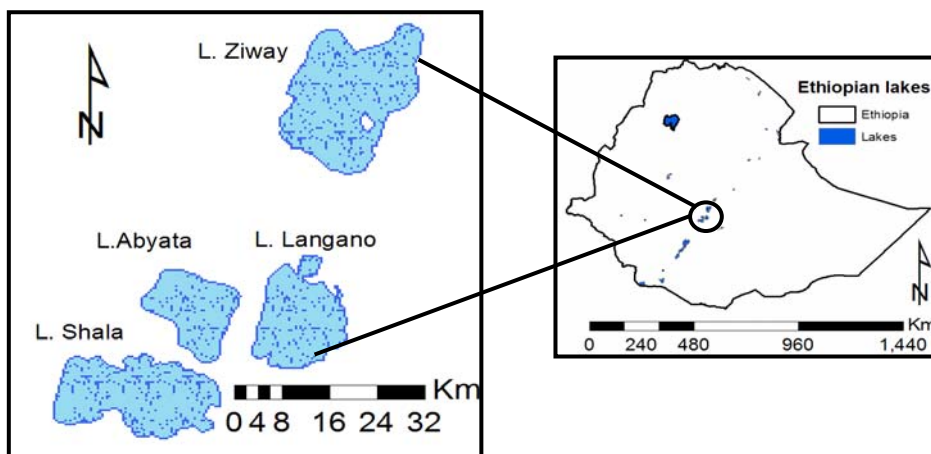 L. Ziway
N
L.Abyata
L. Langano
L. Shala
Km
0 4 8 16 24 32
Ethiopian lakes
Ethiopia
Lakes
N
Km
0 240 480 960 1,440